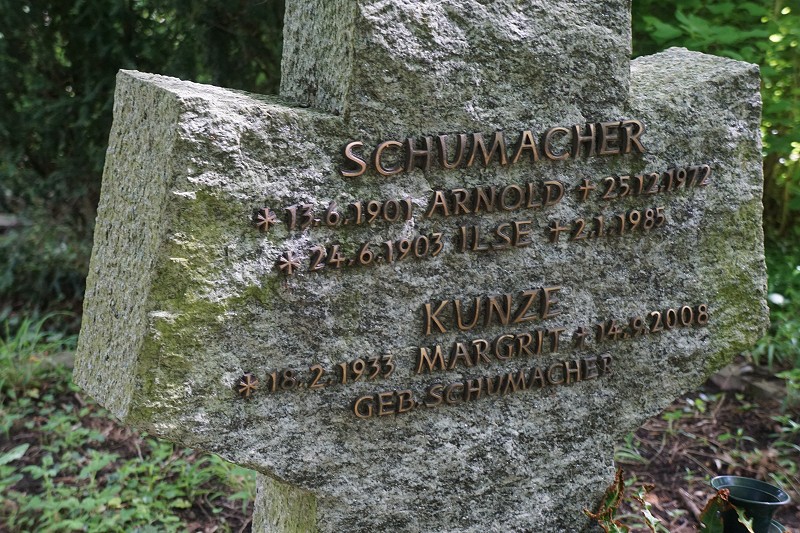 SCHUMACHER
* 13.6.1901 ARNOLD + 25.12.1972
* 24.6.1903 ILSE + 2.1.1985
KUNZE
* 18.2.1933 MARGRIT + 14.9.2008
GEB. SCHUMACHER